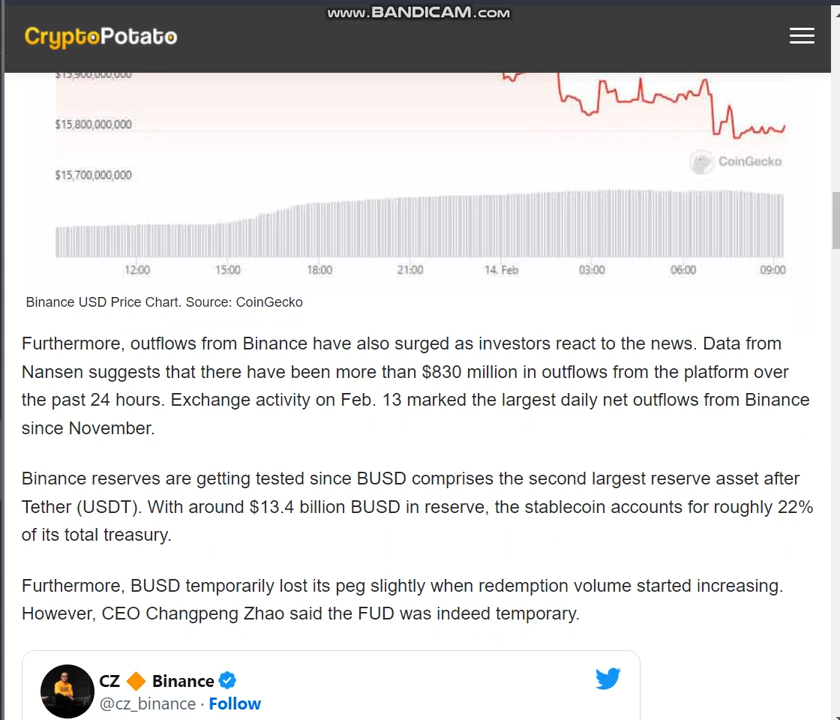 www.BANDICAM.com
CryptoPotato
$15,900,000,000
$15,800,000,000
CoinGecko
$15,700,000,000
12:00 15:00 18:00 21:00 14. Feb 03:00 06:00 09:00
Binance USD Price Chart. Source: CoinGecko
Furthermore, outflows from Binance have also surged as investors react to the news. Data from
Nansen suggests that there have been more than $830 million in outflows from the platform over
the past 24 hours. Exchange activity on Feb. 13 marked the largest daily net outflows from Binance
since November.
Binance reserves are getting tested since BUSD comprises the second largest reserve asset after
Tether (USDT). With around $13.4 billion BUSD in reserve, the stablecoin accounts for roughly 22%
of its total treasury.
Furthermore, BUSD temporarily lost its peg slightly when redemption volume started increasing.
However, CEO Changpeng Zhao said the FUD was indeed temporary.
CZ 🔶 Binance
@cz_binance · Follow